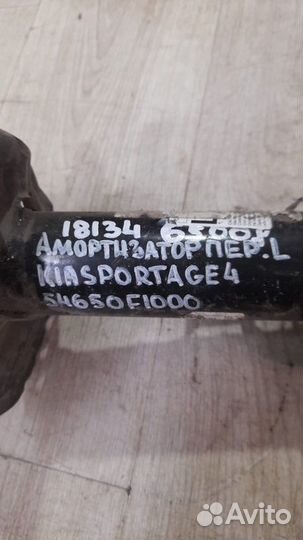 18134 6500р
АМОРТИЗАТОР ПЕР. L
KIA SPORTAGE 4
54650F1000
Avito